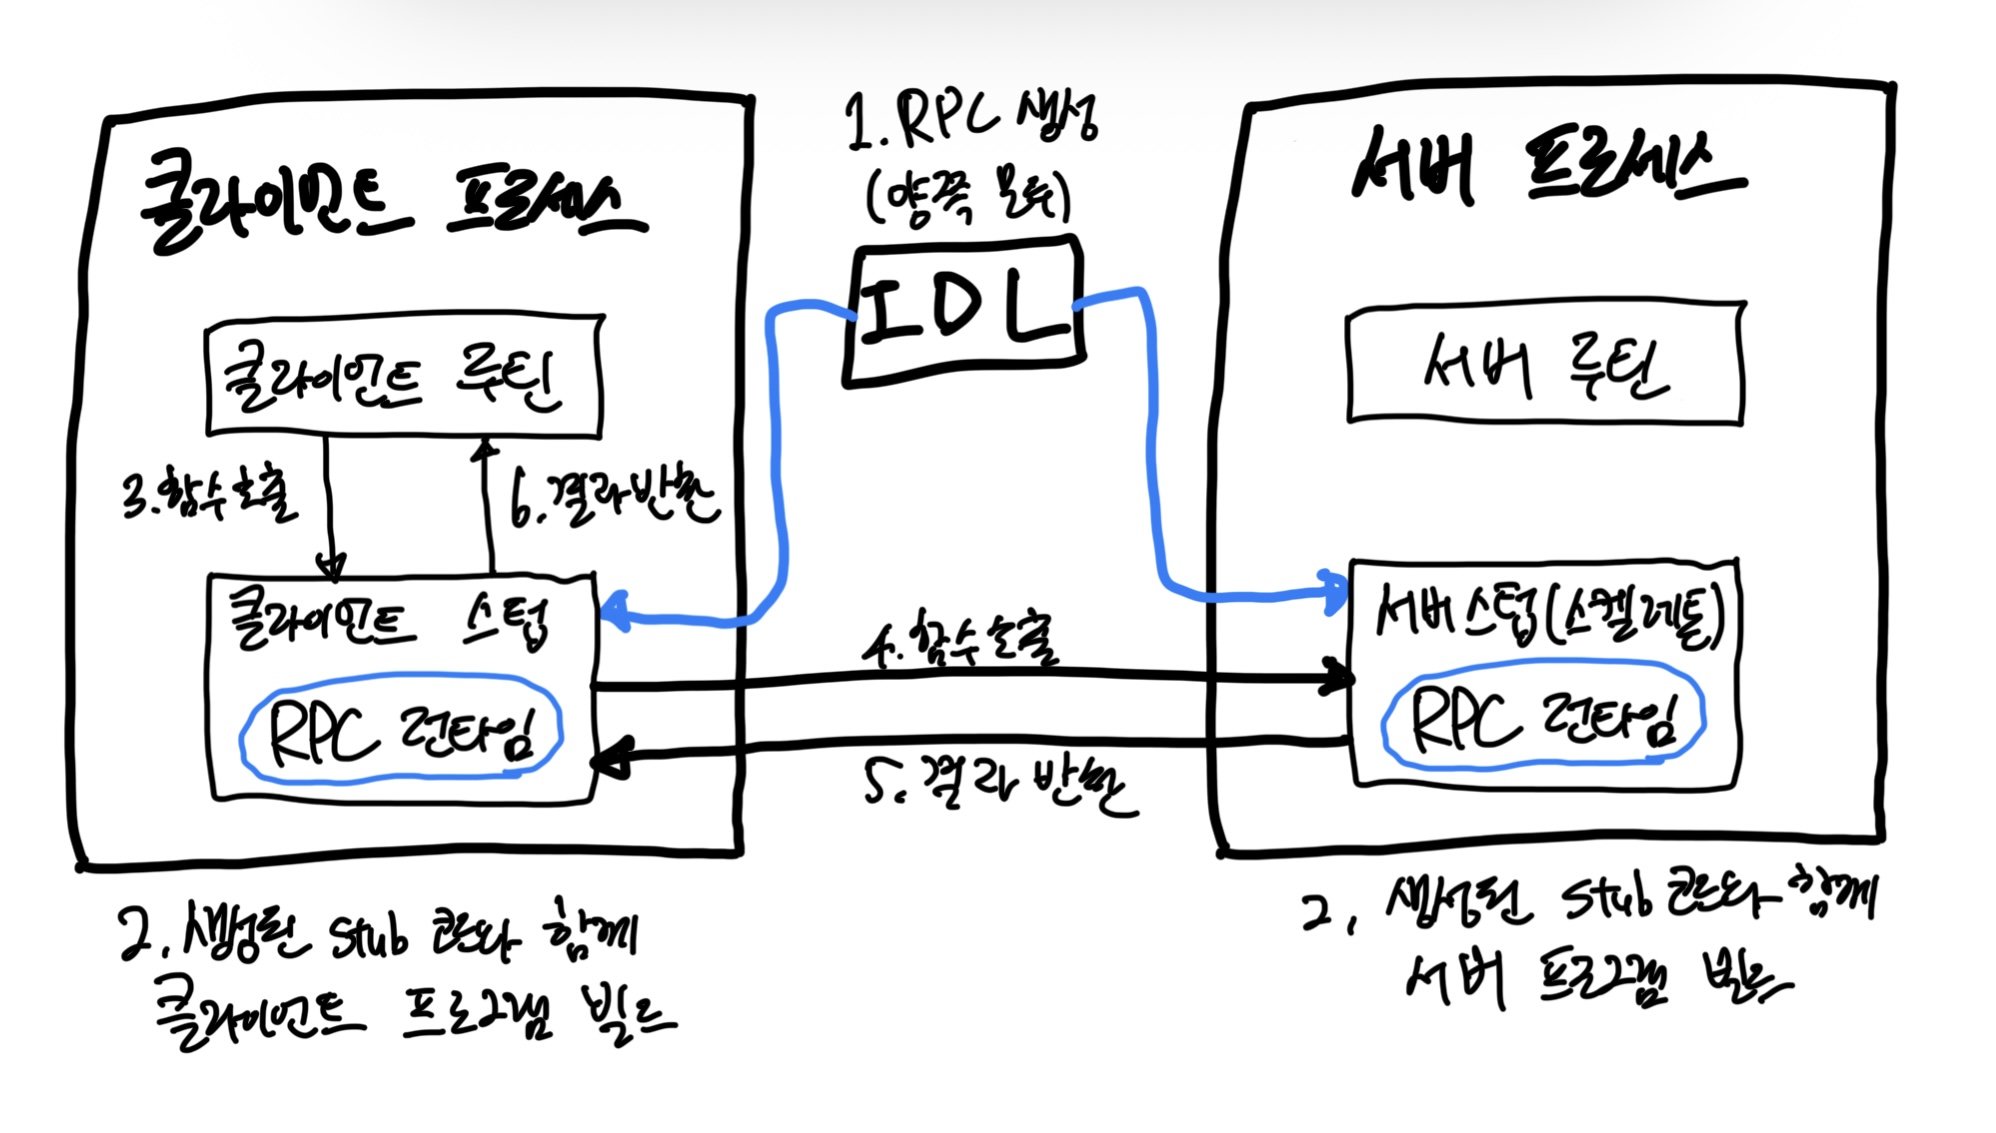 1. RPC 생성
(양쪽 모두)
IDL
클라이언트 프로세스
클라이언트 루틴
3. 함수호출
6. 결과반환
클라이언트 스텁
RPC 런타임
2. 생성된 stub 코드와 함께
클라이언트 프로그램 빌드
4. 함수호출
5. 결과 반환
서버 프로세스
서버 루틴
서버스텁(스켈레톤)
RPC 런타임
2. 생성된 stub 코드와 함께
서버 프로그램 빌드